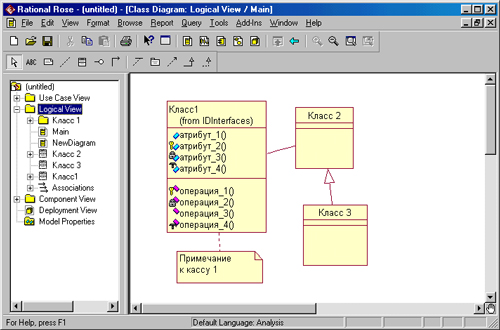 Rational Rose - (untitled) - [Class Diagram: Logical View / Main]
File Edit View Format Browse Report Query Tools Add-Ins Window Help
ABC
(untitled)
Use Case View
Logical View
Класс 1
Main
NewDiagram
Класс 2
Класс 3
Класс1
Associations
Component View
Deployment View
Model Properties
Класс1
(from IDInterfaces)
атрибут_1()
атрибут_2()
атрибут_3()
атрибут_4()
операция_1()
операция_2()
операция_3()
операция_4()
Примечание
к кассу 1
Класс 2
Класс 3
For Help, press F1
Default Language: Analysis